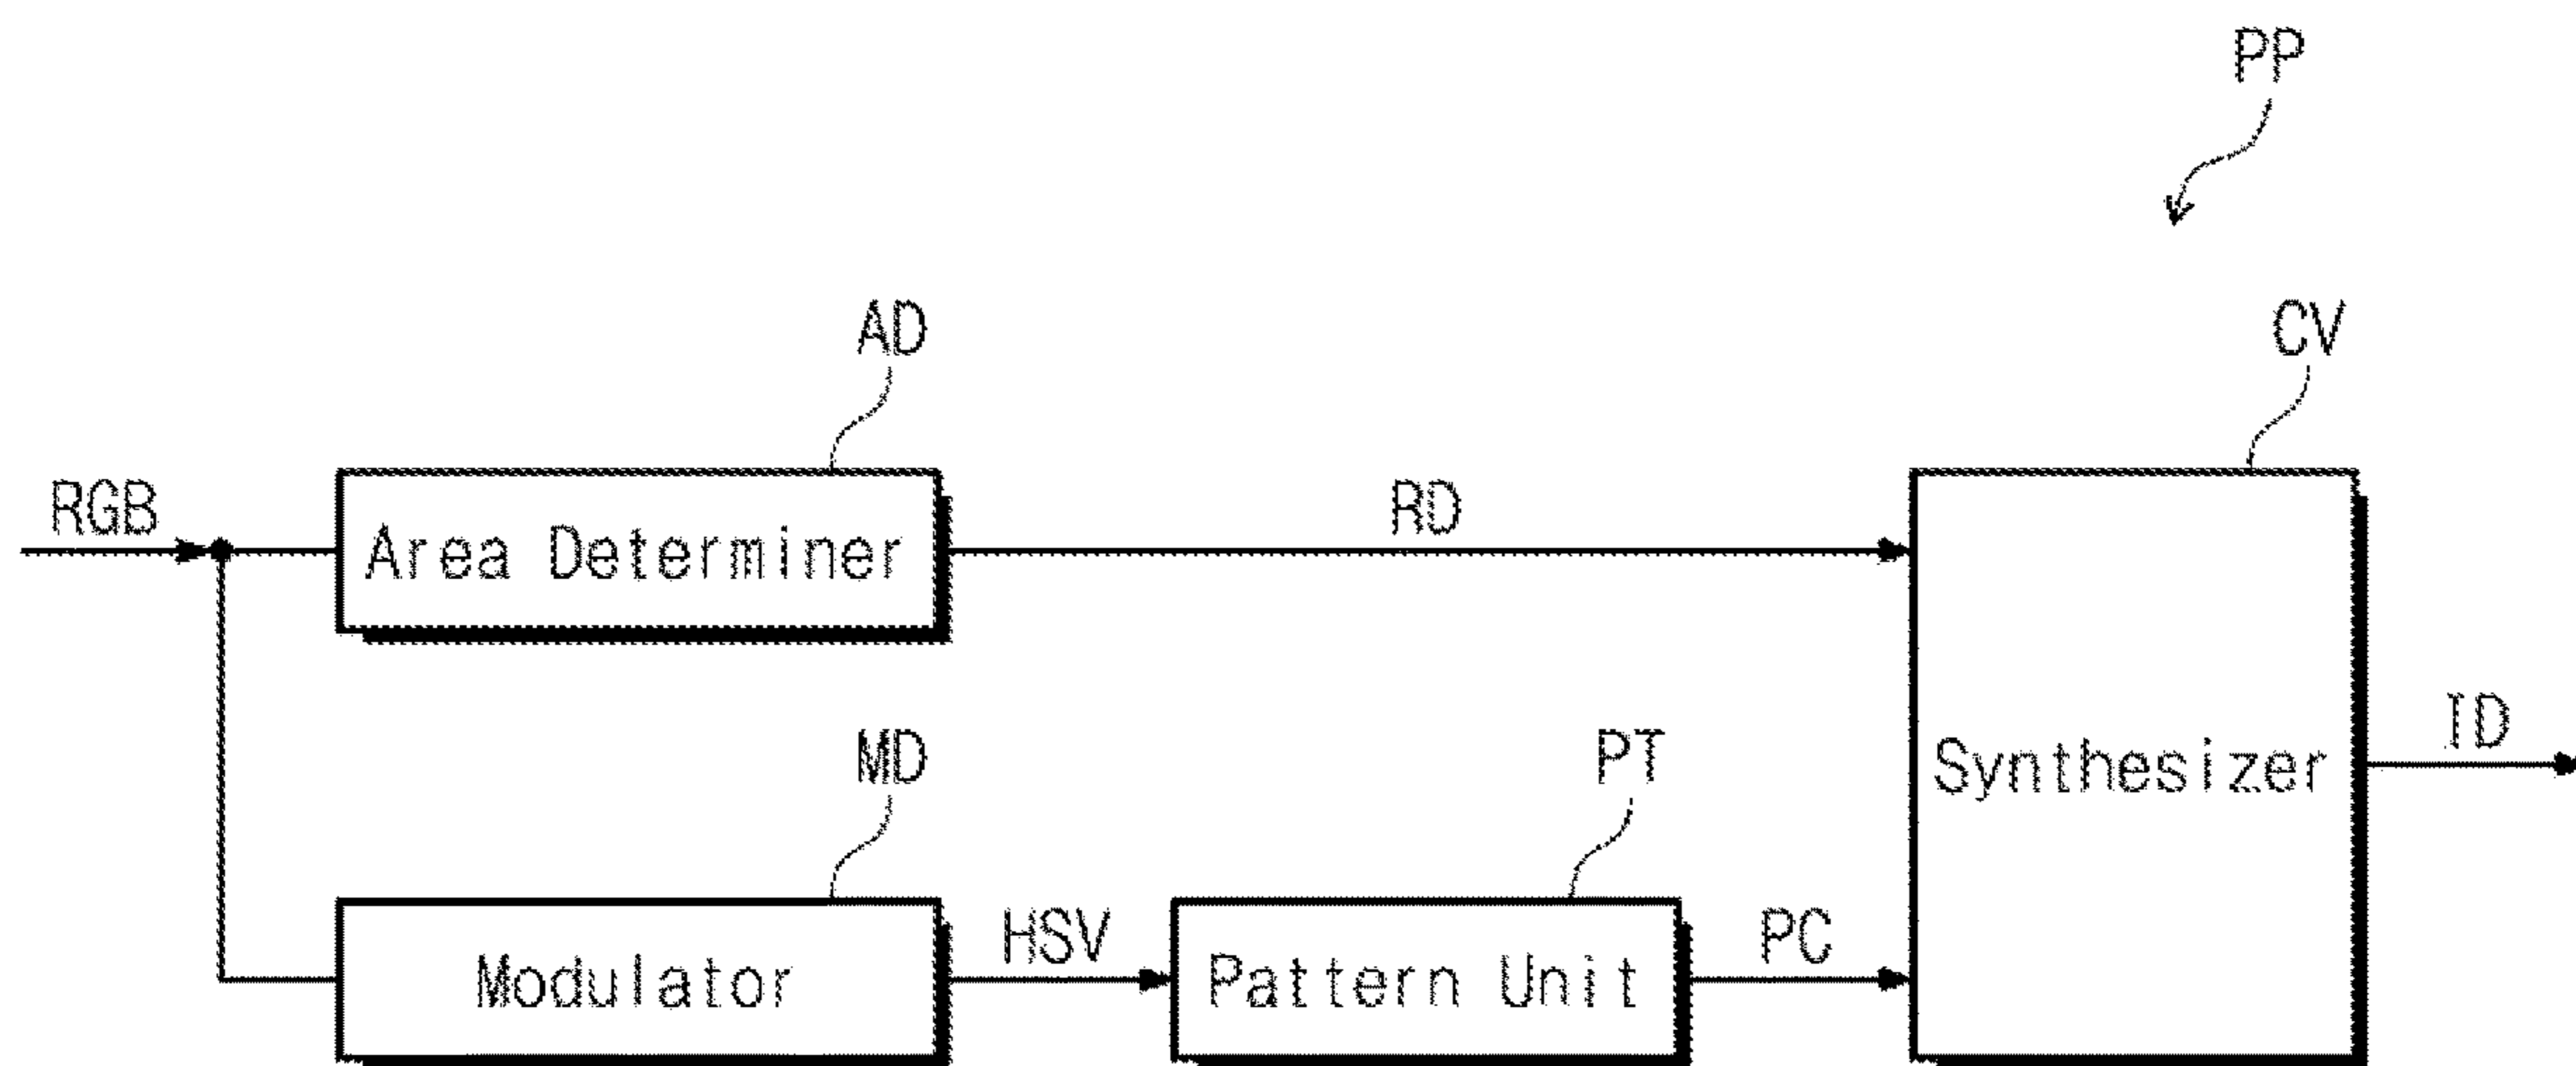 PP
AD
CV
RGB
Area Determiner
RD
MD
PT
Synthesizer
ID
Modulator
HSV
Pattern Unit
PC